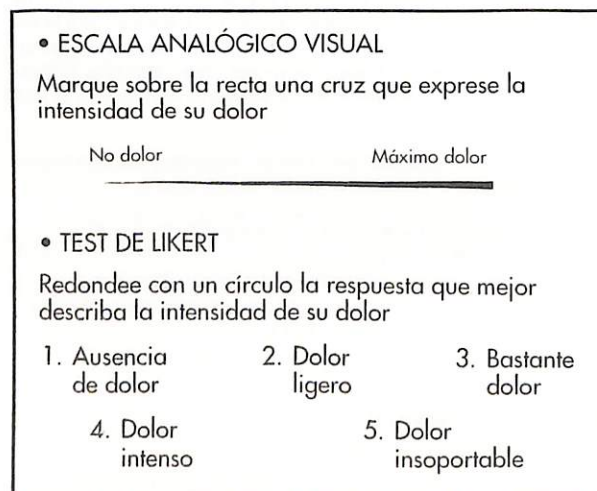 • ESCALA ANALÓGICO VISUAL
Marque sobre la recta una cruz que exprese la
intensidad de su dolor
No dolor Máximo dolor
• TEST DE LIKERT
Redondee con un círculo la respuesta que mejor
describa la intensidad de su dolor
1. Ausencia 2. Dolor 3. Bastante
de dolor ligero dolor
4. Dolor 5. Dolor
intenso insoportable